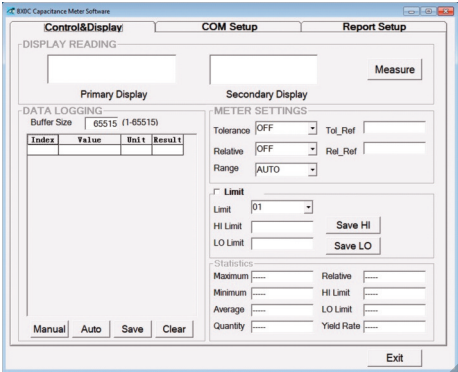 BXBC Capacitance Meter Software
Control&Display COM Setup Report Setup
DISPLAY READING
Measure
Primary Display Secondary Display
DATA LOGGING
Buffer Size 65515 (1-65515)
Index Value Unit Result
Manual Auto Save Clear
METER SETTINGS
Tolerance OFF Tol_Ref
Relative OFF Rel_Ref
Range AUTO
Limit
Limit 01
HI Limit Save HI
LO Limit Save LO
Statistics
Maximum ----- Relative -----
Minimum ----- HI Limit -----
Average ----- LO Limit -----
Quantity ----- Yield Rate -----
Exit